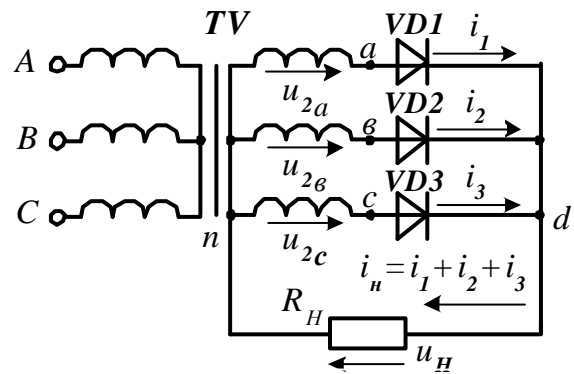 TV
VD1
i₁
A
a
u₂ₐ
VD2
i₂
B
в
u₂в
VD3
i₃
C
c
u₂c
n
d
iн = i₁ + i₂ + i₃
Rн
uн